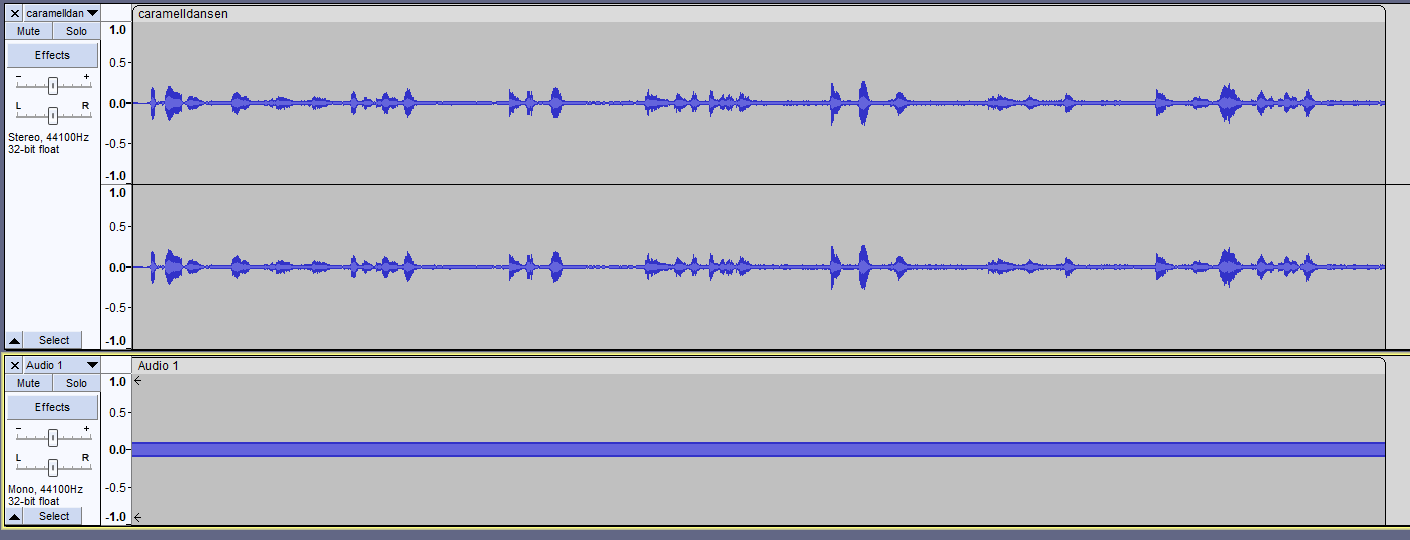 caramelldan
caramelldansen
Mute Solo
Effects
- +
L R
Stereo, 44100Hz
32-bit float
Select
1.0
0.5-
0.0-
-0.5-
-1.0
1.0
0.5-
0.0-
-0.5-
-1.0
Audio 1
Audio 1
Mute Solo
Effects
- +
L R
Mono, 44100Hz
32-bit float
Select
1.0
0.5-
0.0-
-0.5-
-1.0